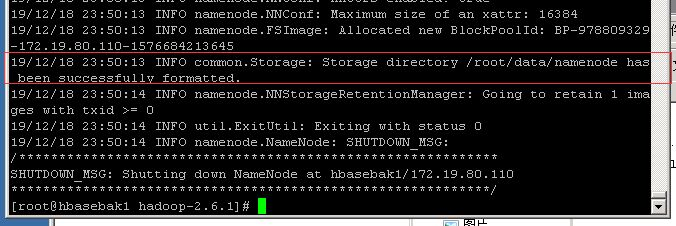 19/12/18 23:50:13 INFO namenode.NNConf: Maximum size of an xattr: 16384
19/12/18 23:50:13 INFO namenode.FSImage: Allocated new BlockPoolId: BP-978809329
-172.19.80.110-1576684213645
19/12/18 23:50:13 INFO common.Storage: Storage directory /root/data/namenode has
been successfully formatted.
19/12/18 23:50:14 INFO namenode.NNStorageRetentionManager: Going to retain 1 ima
ges with txid >= 0
19/12/18 23:50:14 INFO util.ExitUtil: Exiting with status 0
19/12/18 23:50:14 INFO namenode.NameNode: SHUTDOWN_MSG:
/************************************************************
SHUTDOWN_MSG: Shutting down NameNode at hbasebak1/172.19.80.110
************************************************************/
[root@hbasebak1 hadoop-2.6.1]#
图片